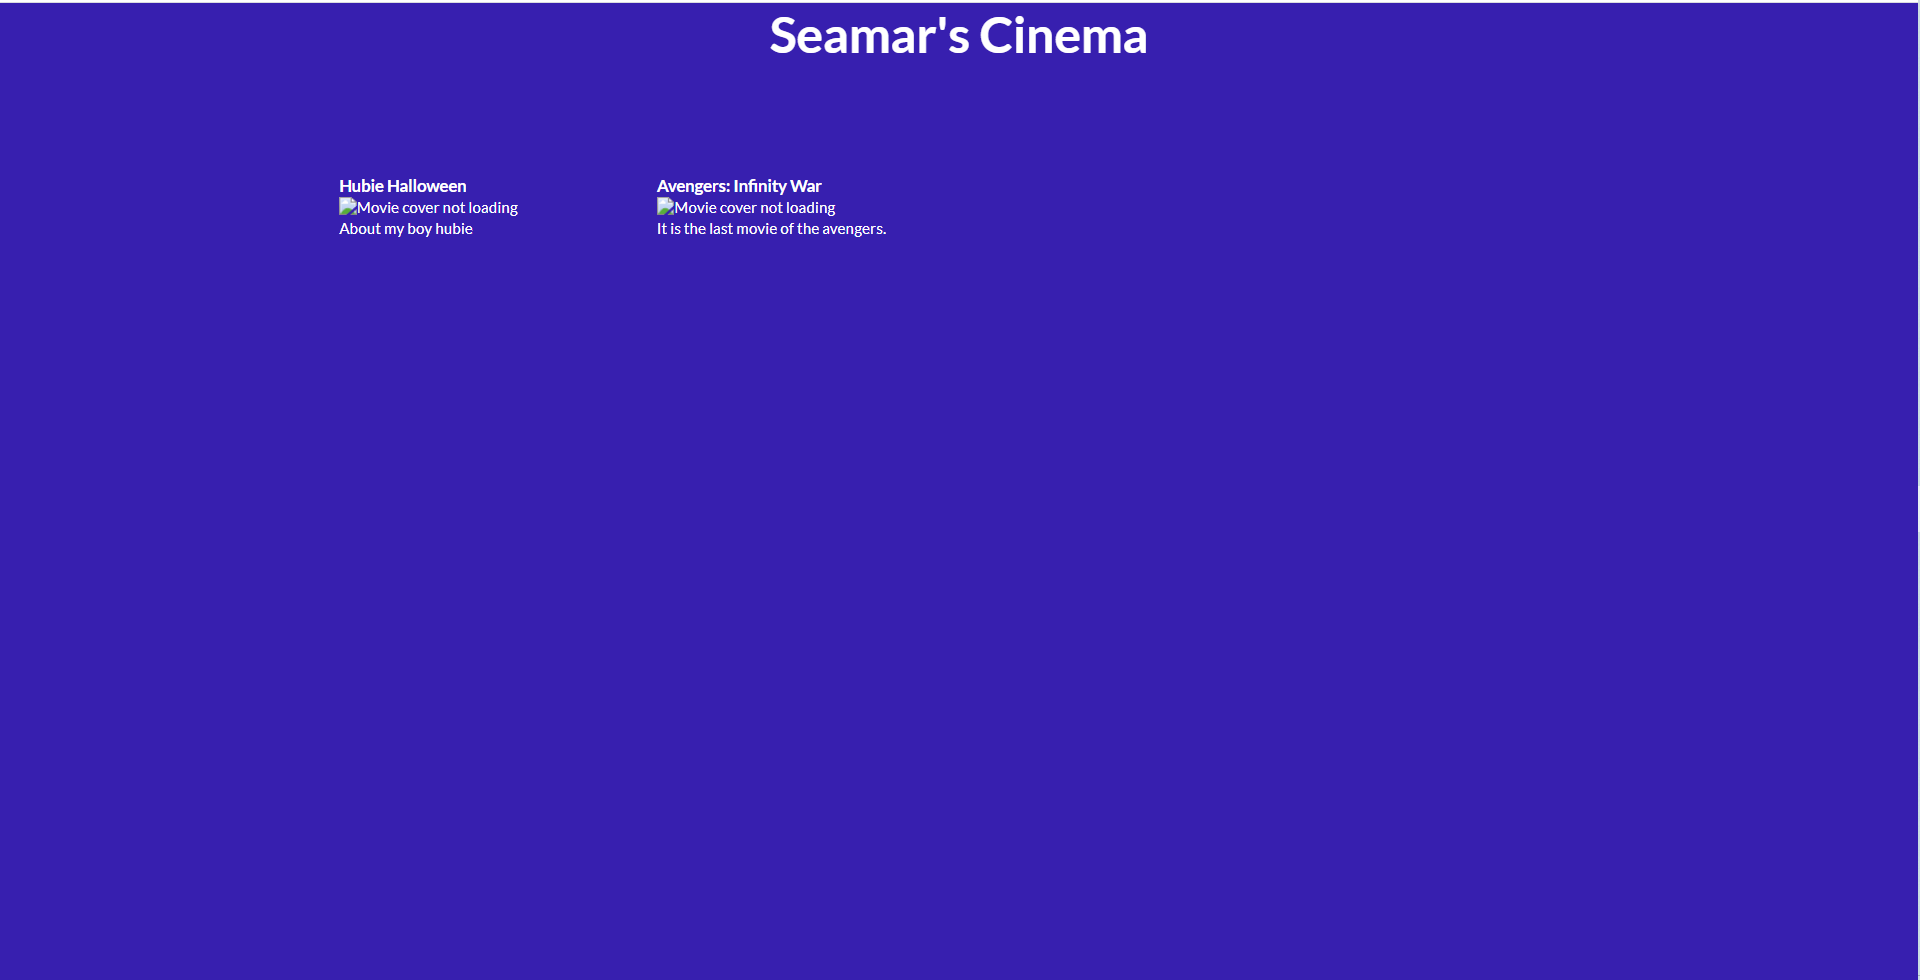 Seamar's Cinema
Hubie Halloween
Movie cover not loading
About my boy hubie
Avengers: Infinity War
Movie cover not loading
It is the last movie of the avengers.